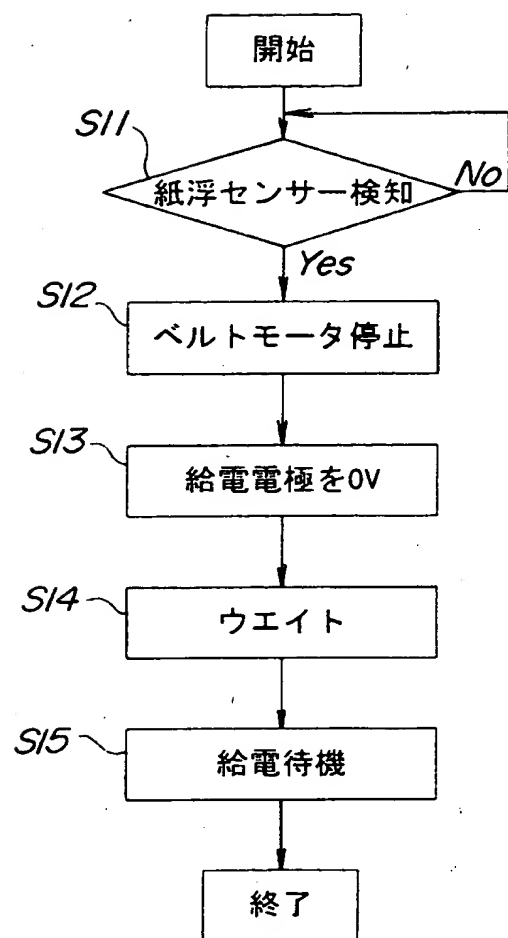 開始
S11
紙浮センサー検知
No
Yes
S12
ベルトモータ停止
S13
給電電極を0V
S14
ウエイト
S15
給電待機
終了